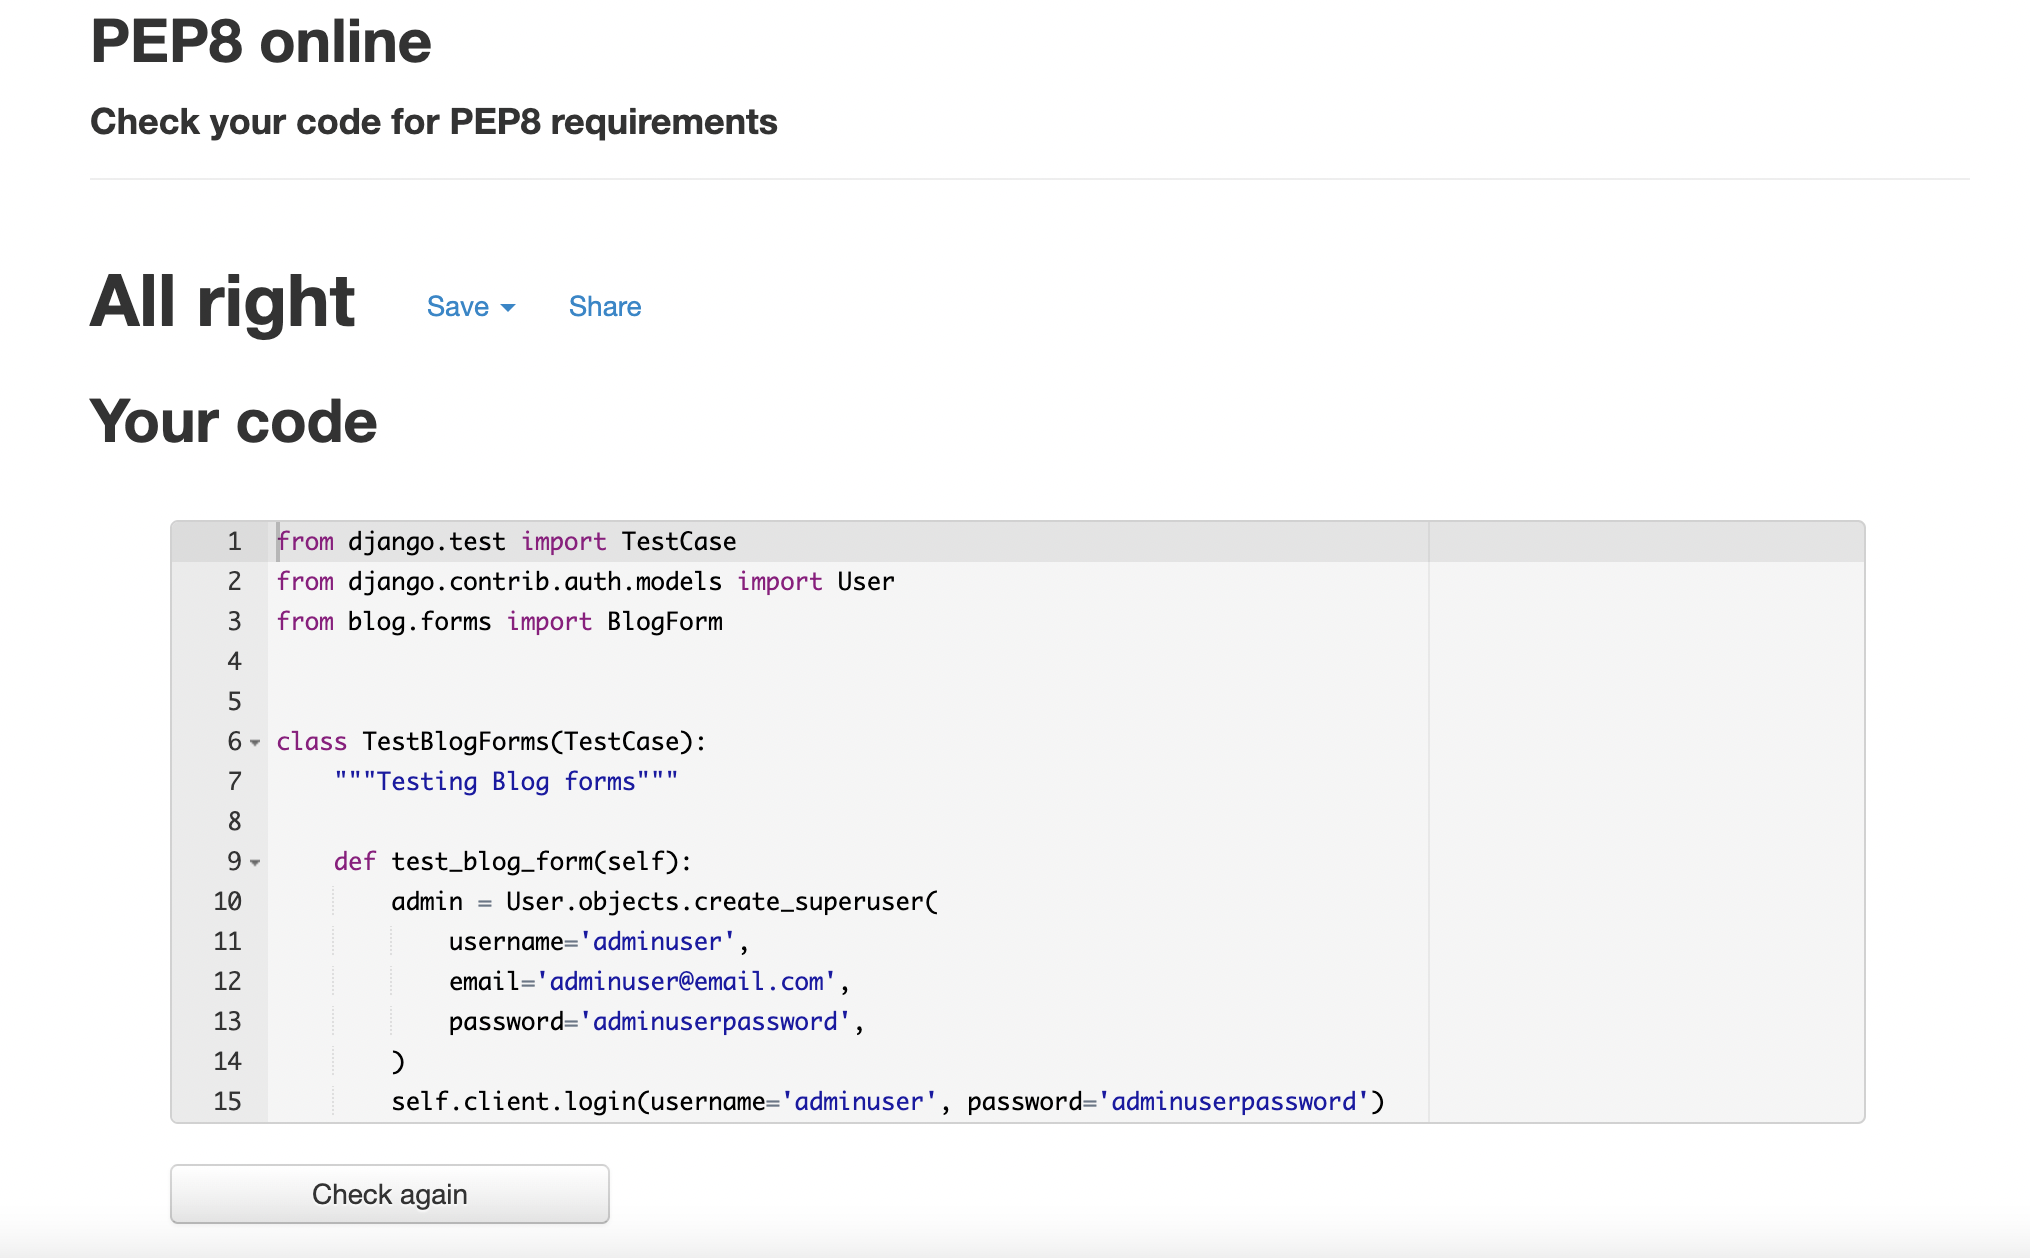 PEP8 online
Check your code for PEP8 requirements
All right Save Share
Your code
1 from django.test import TestCase
2 from django.contrib.auth.models import User
3 from blog.forms import BlogForm
4
5
6 class TestBlogForms(TestCase):
7     """Testing Blog forms"""
8
9     def test_blog_form(self):
10         admin = User.objects.create_superuser(
11             username='adminuser',
12             email='adminuser@email.com',
13             password='adminuserpassword',
14         )
15         self.client.login(username='adminuser', password='adminuserpassword')
Check again